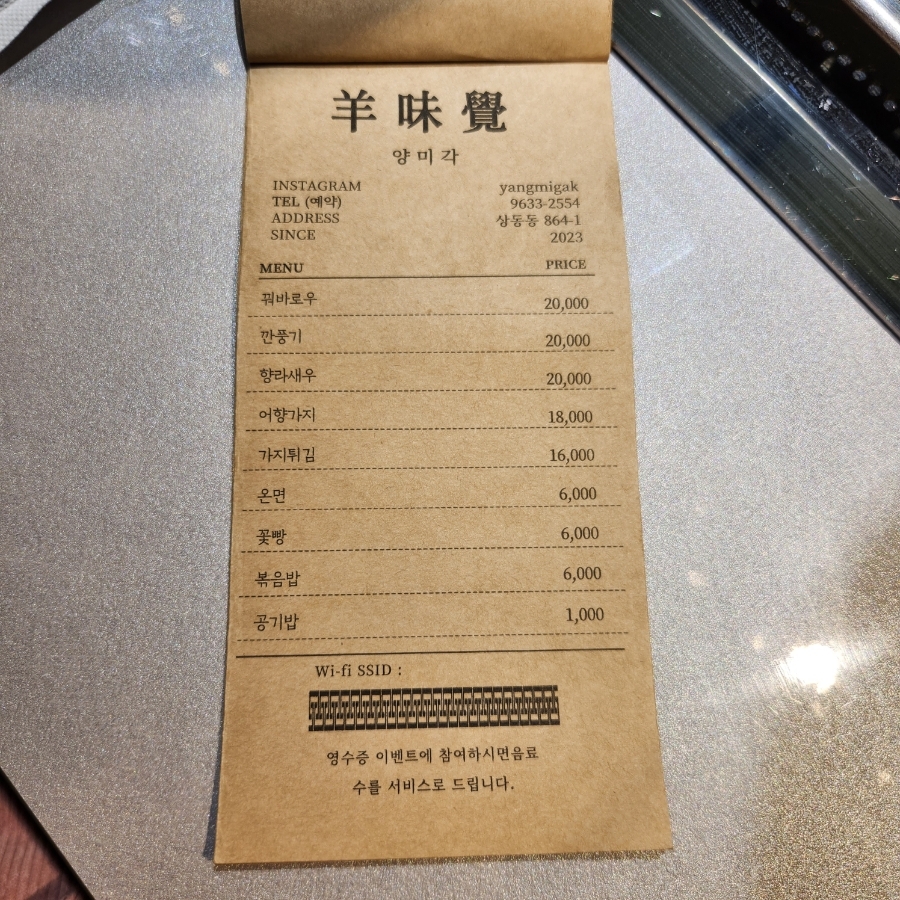 羊味覺
양미각
INSTAGRAM yangmigak
TEL (예약) 9633-2554
ADDRESS 상동동 864-1
SINCE 2023
MENU PRICE
꿔바로우 20,000
깐풍기 20,000
향라새우 20,000
어향가지 18,000
가지튀김 16,000
온면 6,000
꽃빵 6,000
볶음밥 6,000
공기밥 1,000
Wi-fi SSID :
영수증 이벤트에 참여하시면음료
수를 서비스로 드립니다.